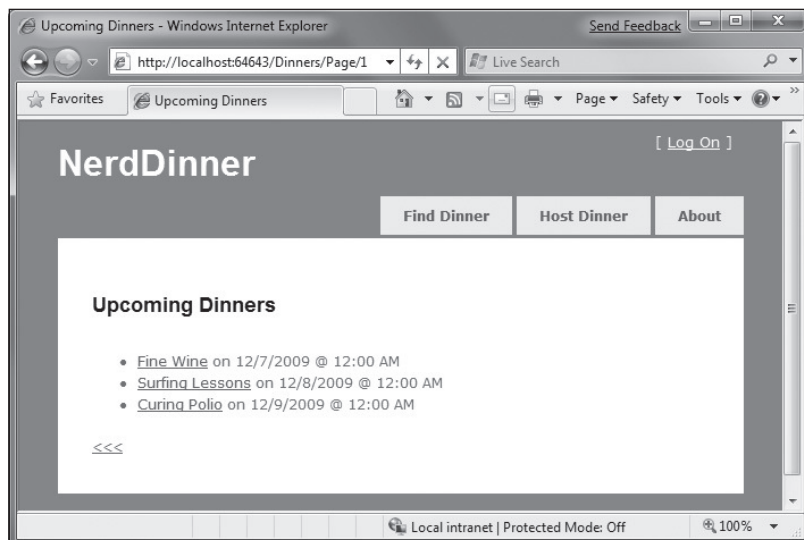 Upcoming Dinners - Windows Internet Explorer
Send Feedback
http://localhost:64643/Dinners/Page/1
Live Search
Favorites
Upcoming Dinners
Page
Safety
Tools
NerdDinner
[ Log On ]
Find Dinner
Host Dinner
About
Upcoming Dinners
• Fine Wine on 12/7/2009 @ 12:00 AM
• Surfing Lessons on 12/8/2009 @ 12:00 AM
• Curing Polio on 12/9/2009 @ 12:00 AM
<<<
Local intranet | Protected Mode: Off
100%